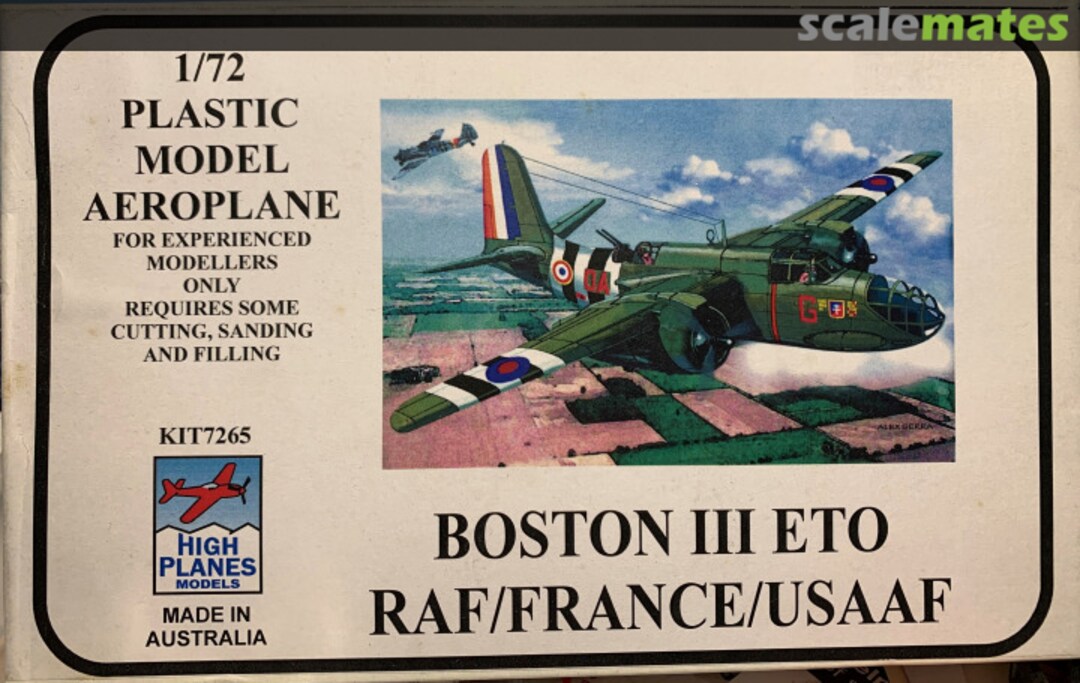 scalemates
1/72
PLASTIC
MODEL
AEROPLANE
FOR EXPERIENCED
MODELLERS
ONLY
REQUIRES SOME
CUTTING, SANDING
AND FILLING
KIT7265
HIGH
PLANES
MODELS
MADE IN
AUSTRALIA
OA
G
BOSTON III ETO
RAF/FRANCE/USAAF